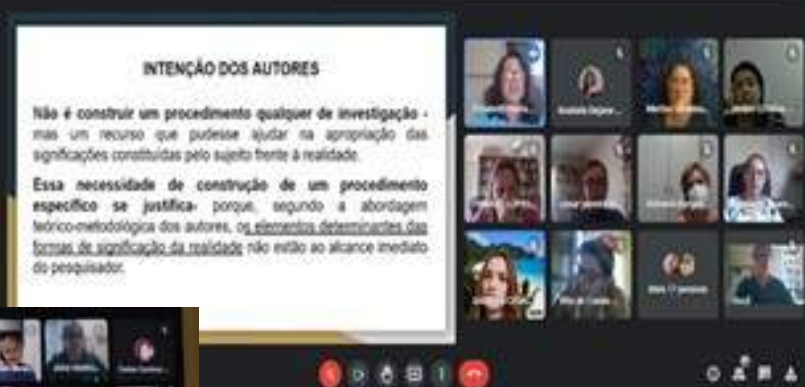 INTENÇÃO DOS AUTORES
Não é construir um procedimento qualquer de investigação -
mas um recurso que pudesse ajudar na apropriação das
significações constituídas pelo sujeito frente à realidade.
Essa necessidade de construção de um procedimento
específico se justifica- porque, segundo a abordagem
teórico-metodológica dos autores, os elementos determinantes das
formas de significação da realidade não estão ao alcance imediato
do pesquisador.